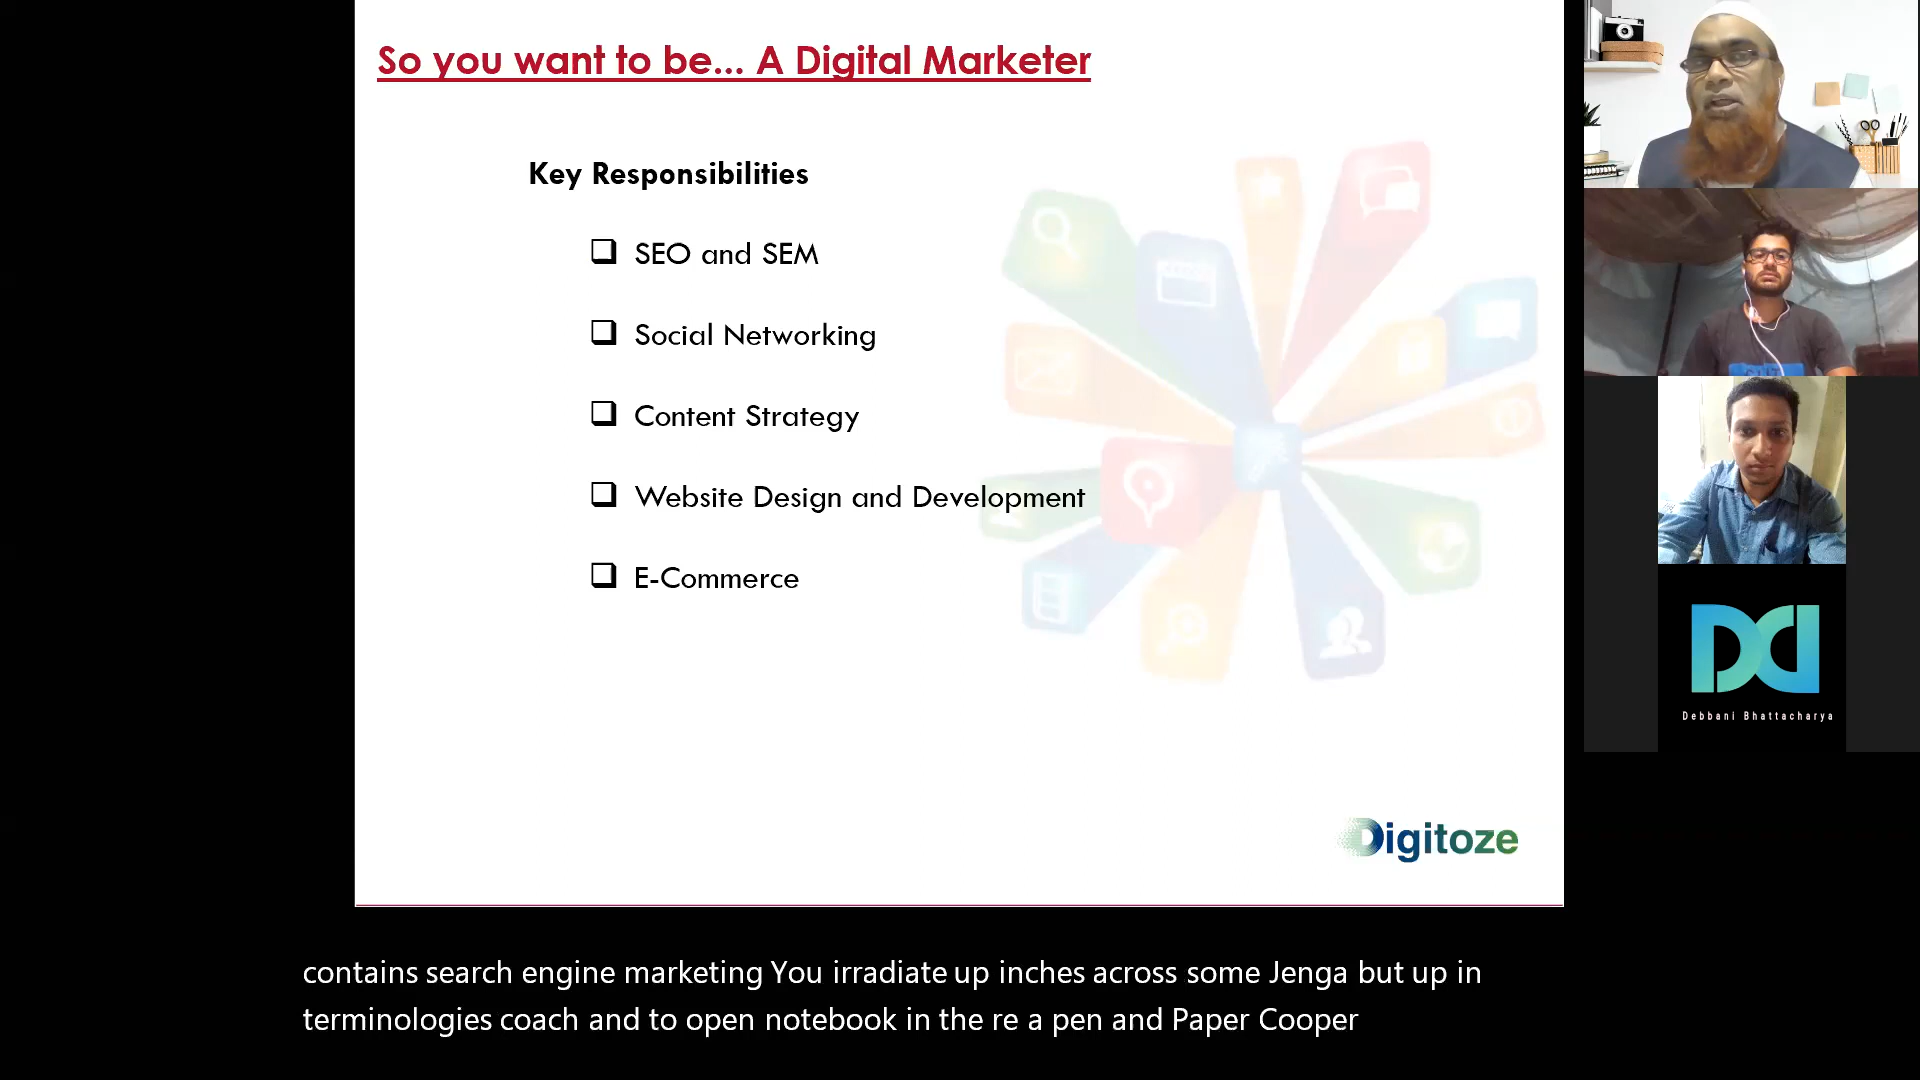 So you want to be... A Digital Marketer
Key Responsibilities
SEO and SEM
Social Networking
Content Strategy
Website Design and Development
E-Commerce
Digitoze
Debbani Bhattacharya
contains search engine marketing You irradiate up inches across some Jenga but up in
terminologies coach and to open notebook in the re a pen and Paper Cooper